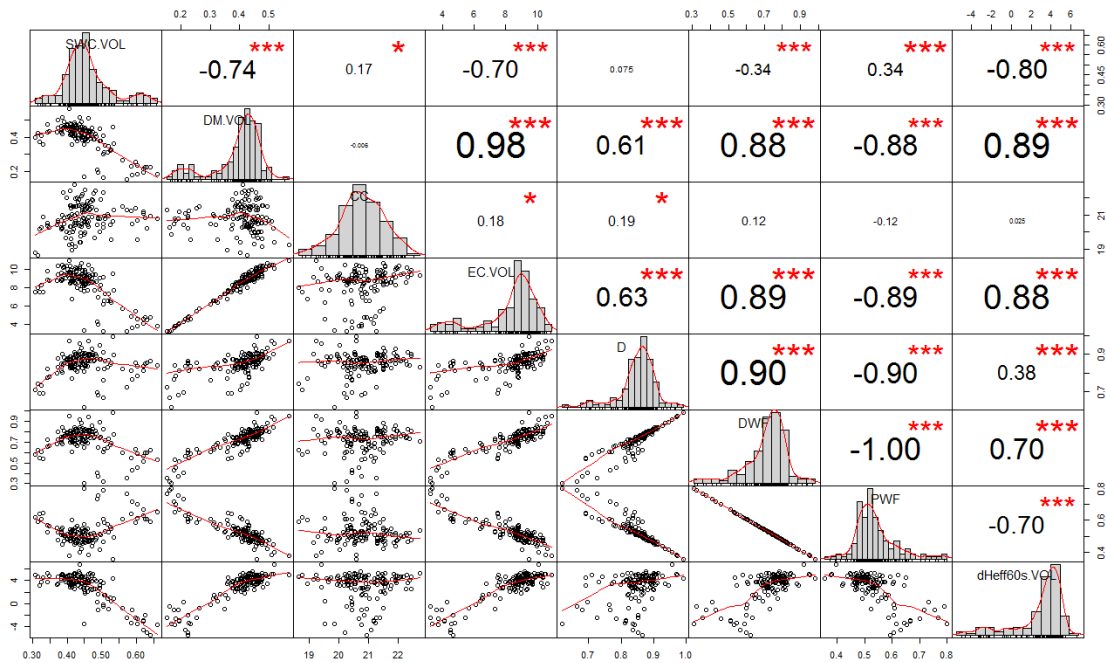 0.2 0.3 0.4 0.5 4 6 8 10 0.3 0.5 0.7 0.9 -4 -2 0 2 4 6
SWC.VOL -0.74 *** 0.17 * -0.70 *** 0.075 -0.34 *** 0.34 *** -0.80 *** 0.30 0.45 0.60
0.2 0.4 DM.VOL -0.006 0.98 *** 0.61 *** 0.88 *** -0.88 *** 0.89 ***
CC 0.18 * 0.19 * 0.12 -0.12 0.025 19 21
4 6 8 10 EC.VOL 0.63 *** 0.89 *** -0.89 *** 0.88 ***
D 0.90 *** -0.90 *** 0.38 *** 0.7 0.9
0.3 0.5 0.7 0.9 DWF -1.00 *** 0.70 ***
PWF -0.70 *** 0.4 0.6 0.8
-4 0 4 dHeff60s.VOL
0.30 0.40 0.50 0.60 19 20 21 22 0.7 0.8 0.9 1.0 0.4 0.5 0.6 0.7 0.8